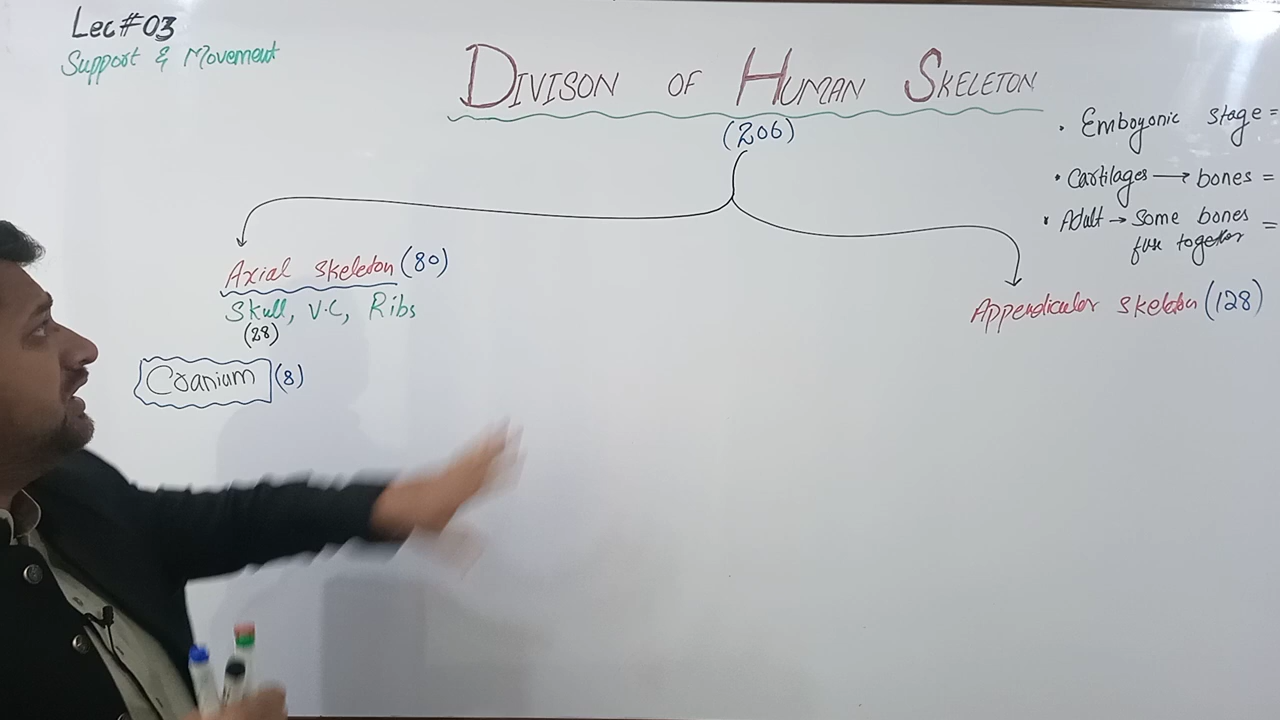 Lec#03
Support & Movement
DIVISON OF HUMAN SKELETON
(206)
• Embryonic stage =
• Cartilages → bones =
• Adult → Some bones =
fuse together
Axial Skeleton (80)
Skull, V.C, Ribs
(28)
Cranium (8)
Appendicular Skeleton (128)